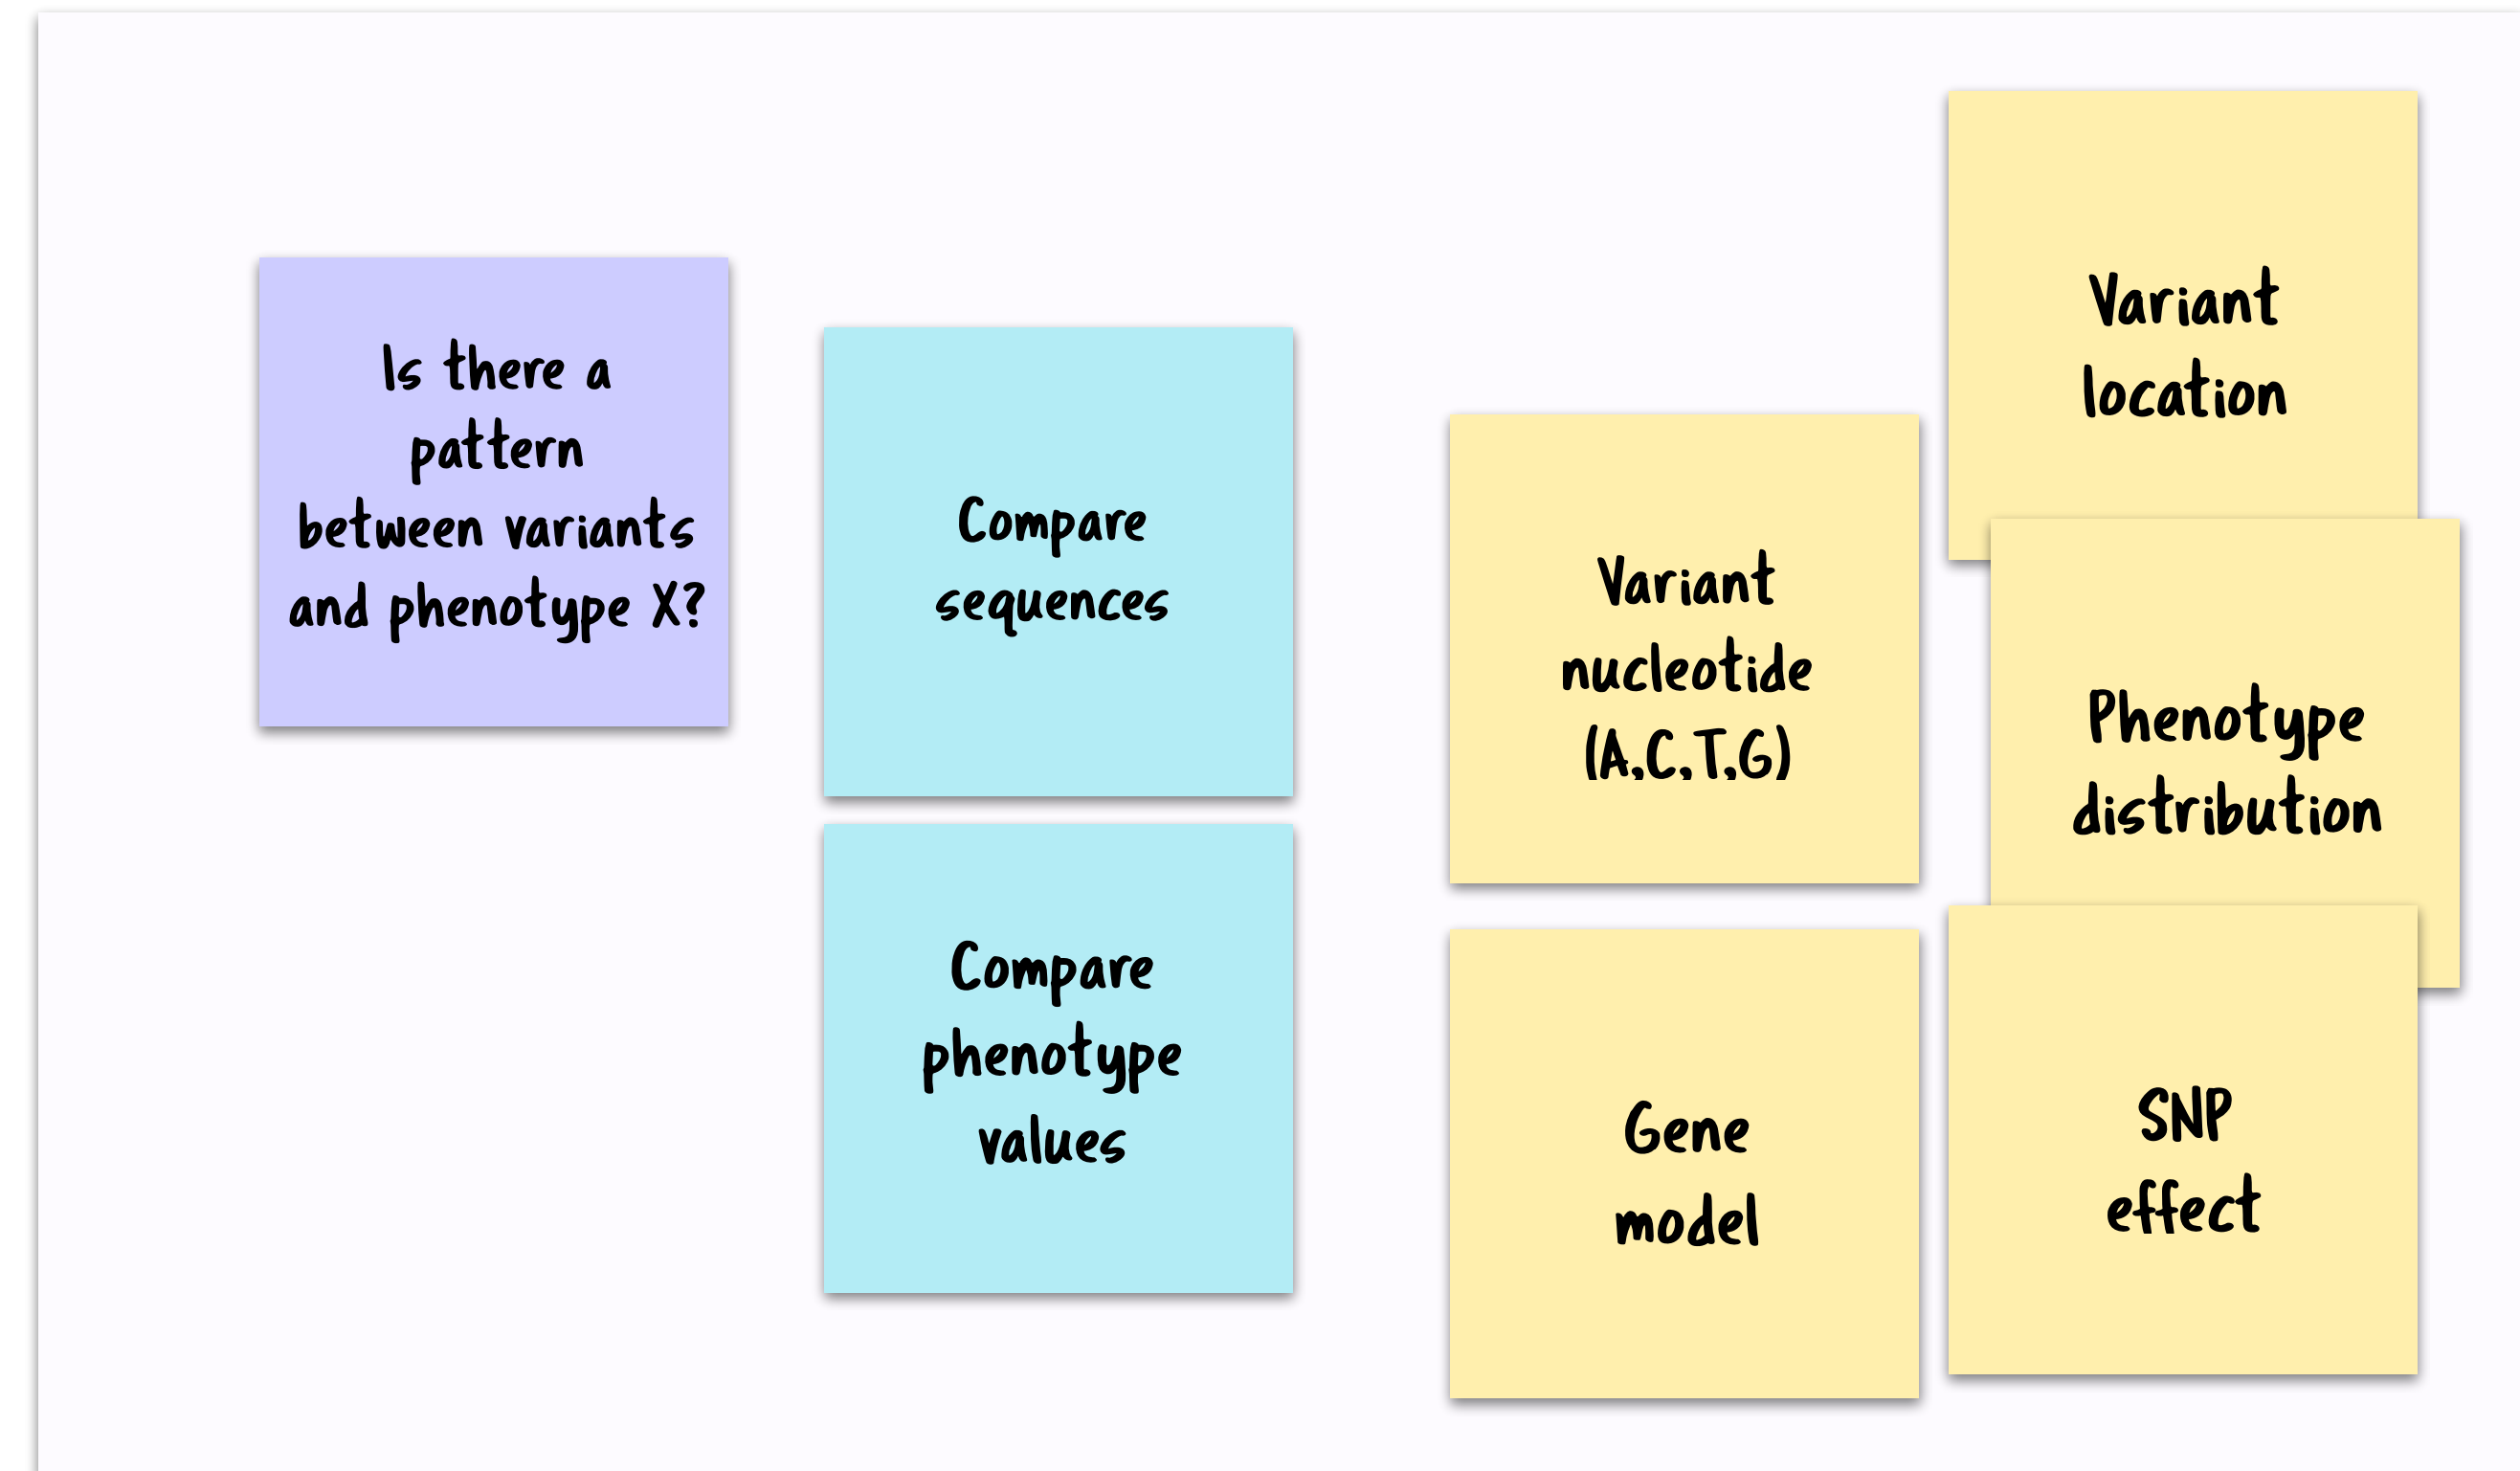 Is there a
pattern
between variants
and phenotype X?
Compare
sequences
Compare
phenotype
values
Variant
nucleotide
(A,C,T,G)
Gene
model
Variant
location
Phenotype
distribution
SNP
effect